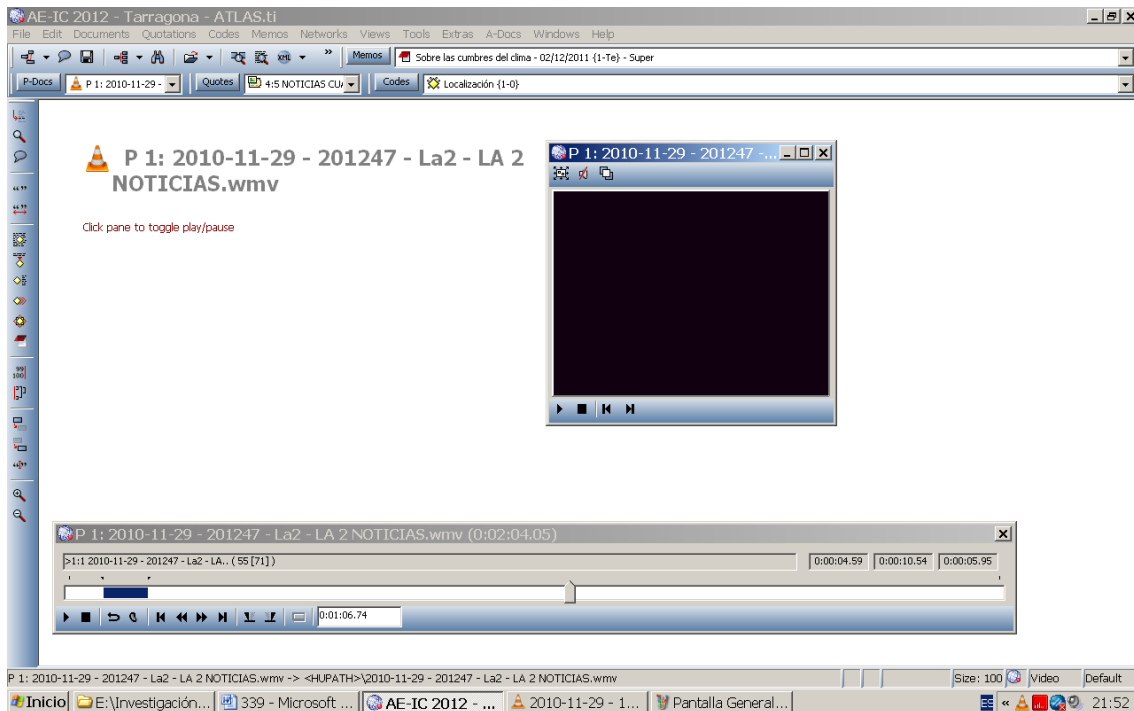 AE-IC 2012 - Tarragona - ATLAS.ti
File Edit Documents Quotations Codes Memos Networks Views Tools Extras A-Docs Windows Help
XML » Memos Sobre las cumbres del clima - 02/12/2011 {1-Te} - Super
P-Docs P 1: 2010-11-29 - Quotes 4:5 NOTICIAS CU Codes Localización {1-0}
P 1: 2010-11-29 - 201247 - La2 - LA 2
NOTICIAS.wmv
Click pane to toggle play/pause
P 1: 2010-11-29 - 201247 -...
P 1: 2010-11-29 - 201247 - La2 - LA 2 NOTICIAS.wmv (0:02:04.05)
>1:1 2010-11-29 - 201247 - La2 - LA.. ( 55 [71] ) 0:00:04.59 0:00:10.54 0:00:05.95
0:01:06.74
P 1: 2010-11-29 - 201247 - La2 - LA 2 NOTICIAS.wmv -> <HUPATH>\2010-11-29 - 201247 - La2 - LA 2 NOTICIAS.wmv Size: 100 Video Default
Inicio E:\Investigación... 339 - Microsoft ... AE-IC 2012 - ... 2010-11-29 - 1... Pantalla General... ES « 21:52